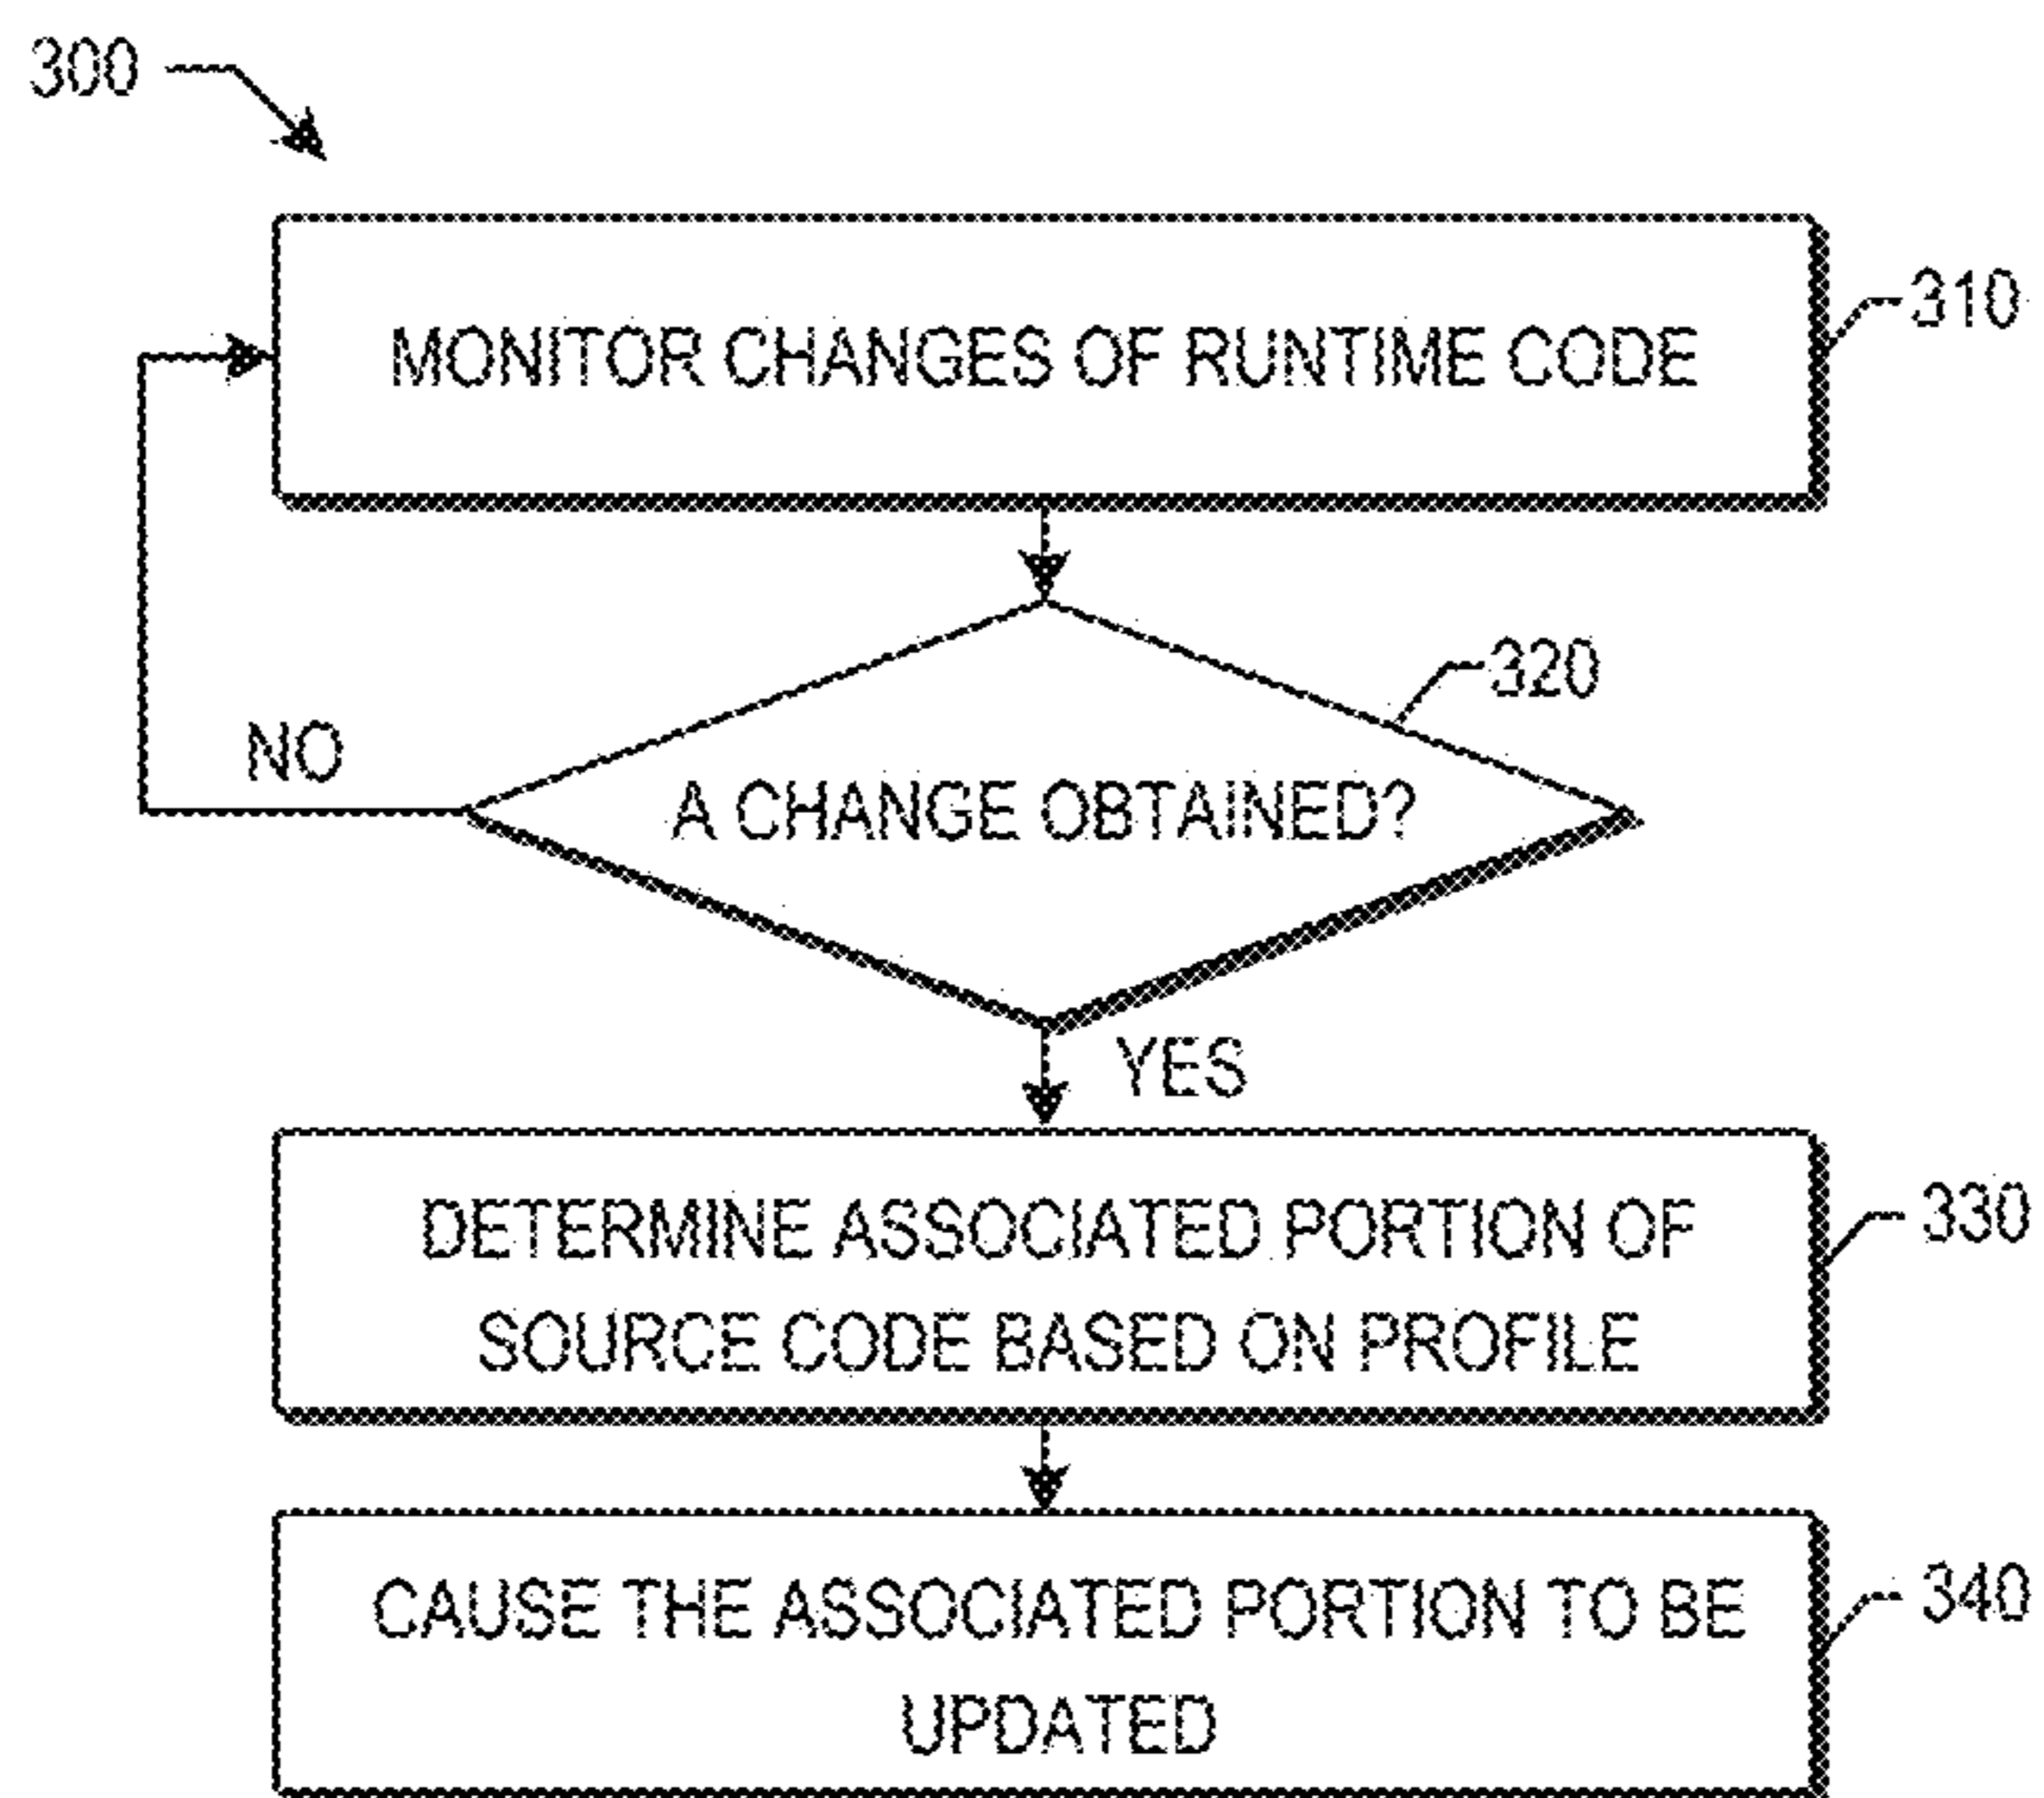 300
MONITOR CHANGES OF RUNTIME CODE
310
320
NO
A CHANGE OBTAINED?
YES
DETERMINE ASSOCIATED PORTION OF
SOURCE CODE BASED ON PROFILE
330
CAUSE THE ASSOCIATED PORTION TO BE
UPDATED
340